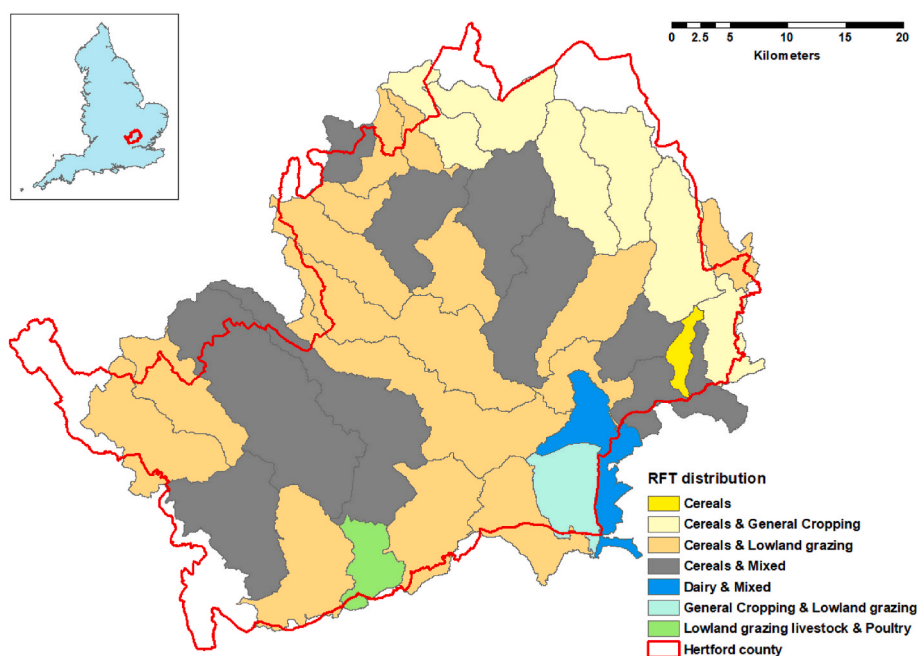 0 2.5 5 10 15 20
Kilometers
RFT distribution
Cereals
Cereals & General Cropping
Cereals & Lowland grazing
Cereals & Mixed
Dairy & Mixed
General Cropping & Lowland grazing
Lowland grazing livestock & Poultry
Hertford county